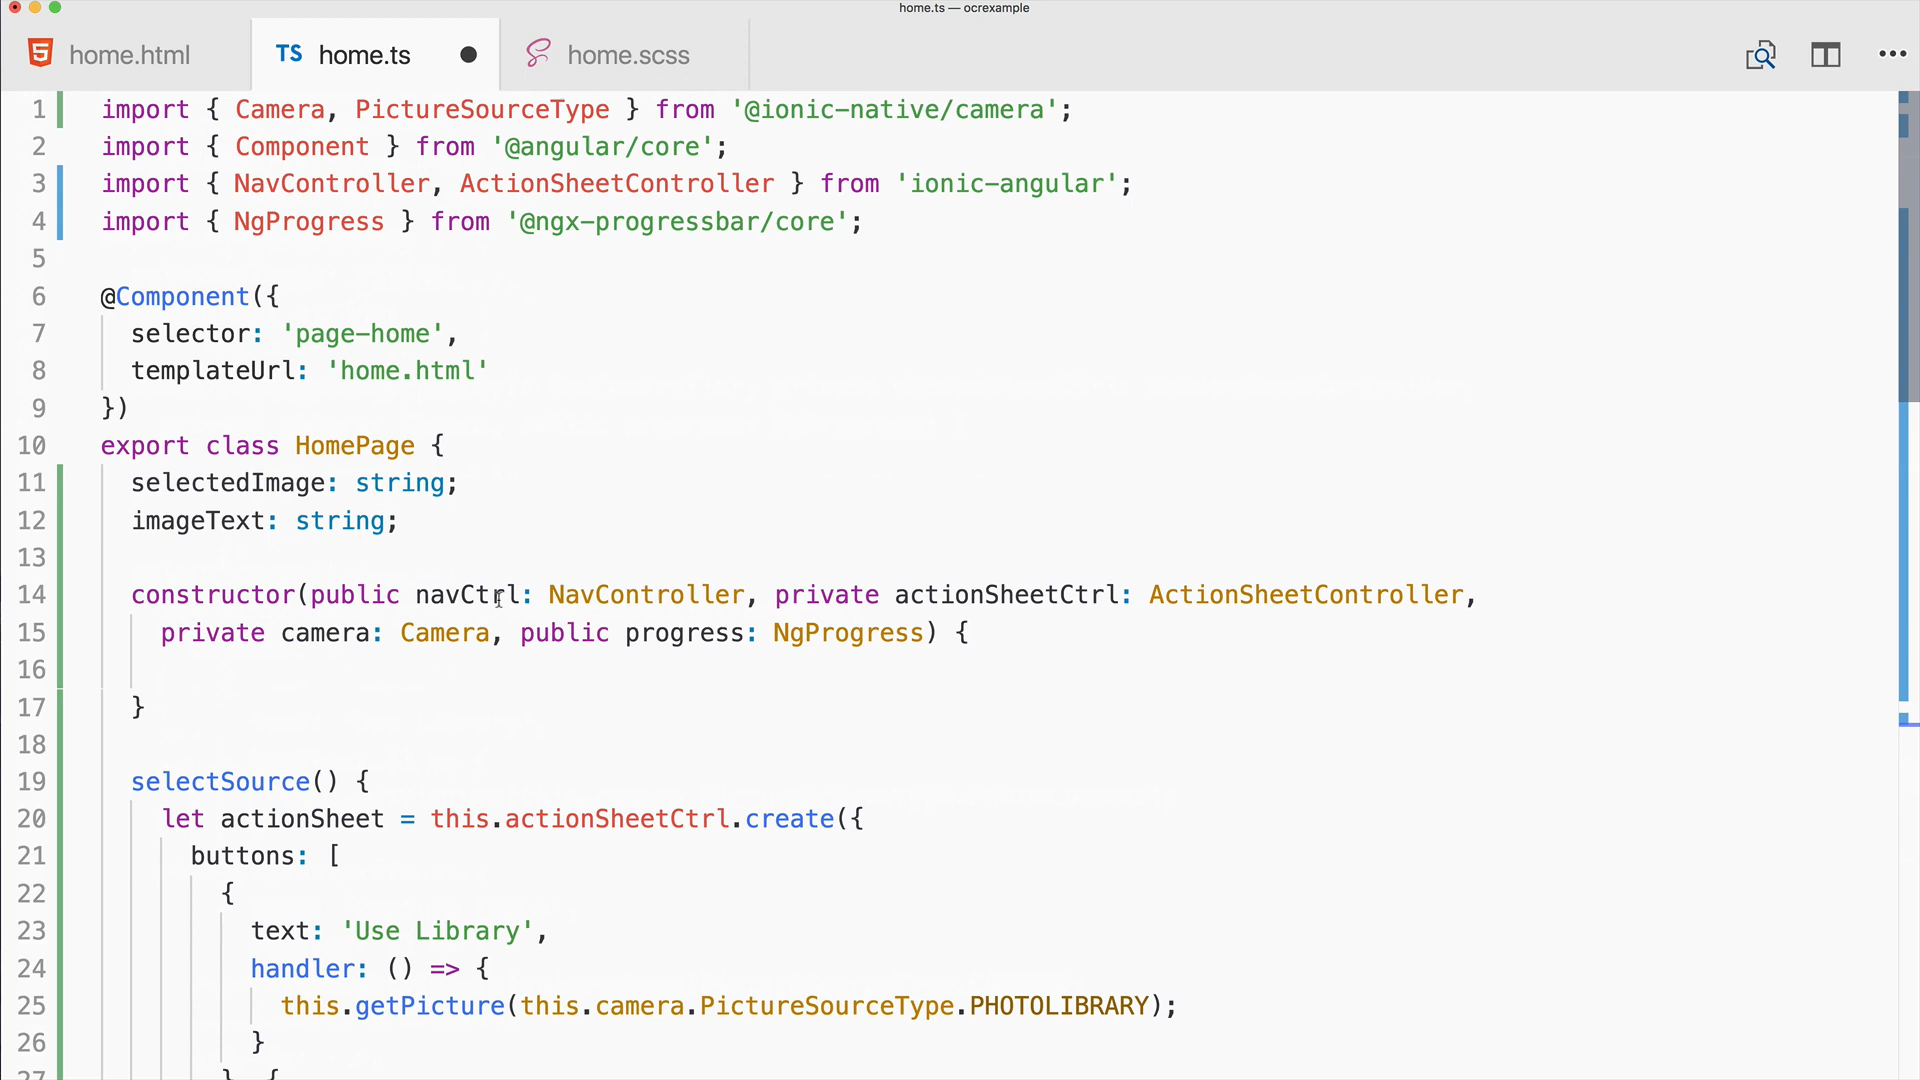 home.ts — ocrexample
home.html
TS home.ts
home.scss
1 import { Camera, PictureSourceType } from '@ionic-native/camera';
2 import { Component } from '@angular/core';
3 import { NavController, ActionSheetController } from 'ionic-angular';
4 import { NgProgress } from '@ngx-progressbar/core';
5
6 @Component({
7 selector: 'page-home',
8 templateUrl: 'home.html'
9 })
10 export class HomePage {
11 selectedImage: string;
12 imageText: string;
13
14 constructor(public navCtrl: NavController, private actionSheetCtrl: ActionSheetController,
15 private camera: Camera, public progress: NgProgress) {
16
17 }
18
19 selectSource() {
20 let actionSheet = this.actionSheetCtrl.create({
21 buttons: [
22 {
23 text: 'Use Library',
24 handler: () => {
25 this.getPicture(this.camera.PictureSourceType.PHOTOLIBRARY);
26 }
27